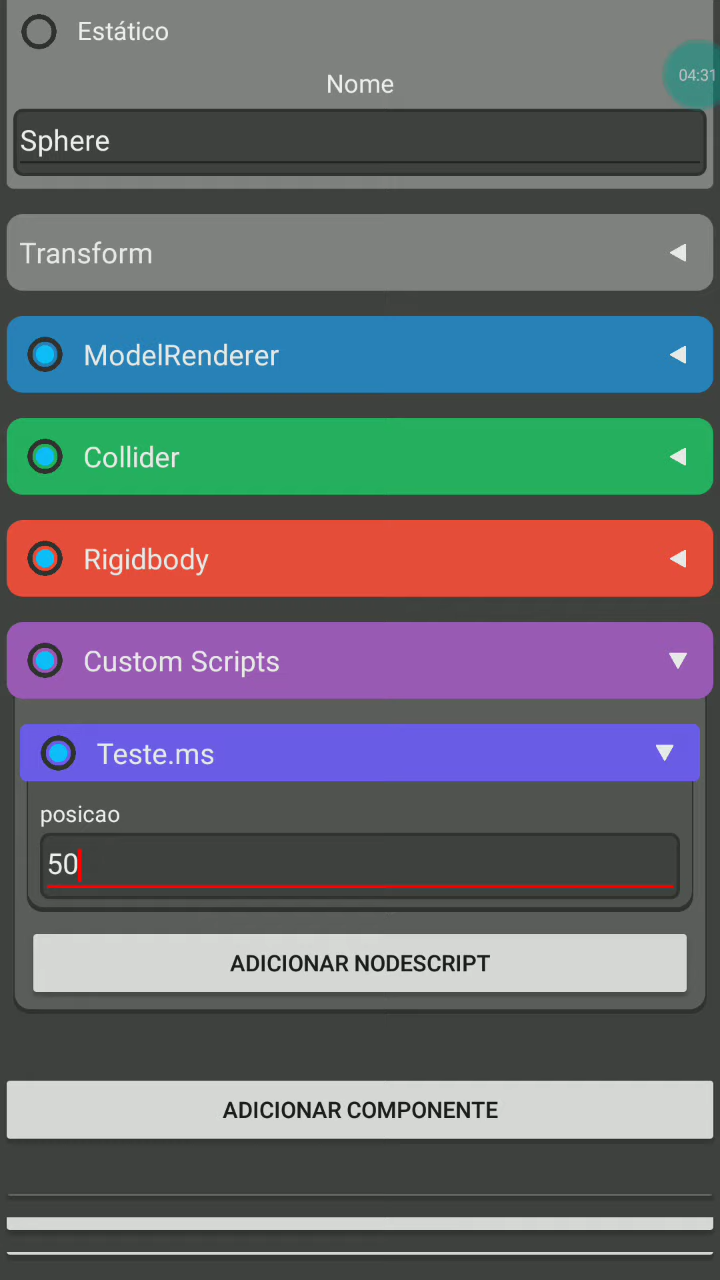 Estático
04:31
Nome
Sphere
Transform
ModelRenderer
Collider
Rigidbody
Custom Scripts
Teste.ms
posicao
50
ADICIONAR NODESCRIPT
ADICIONAR COMPONENTE